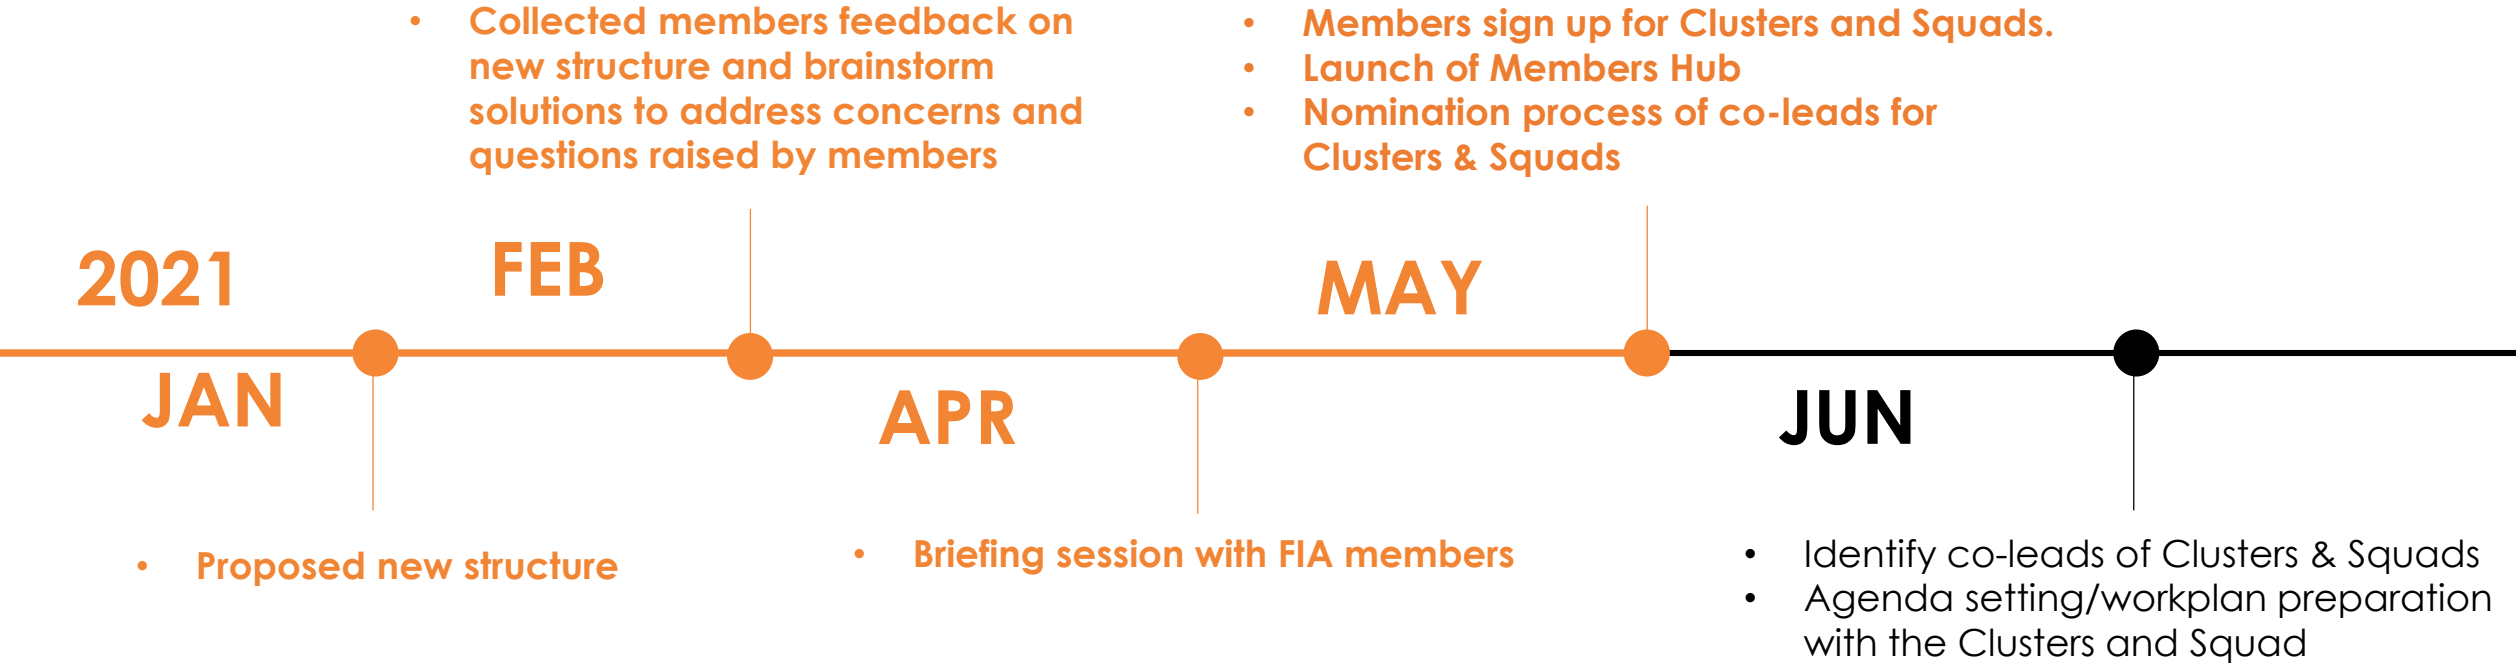 • Collected members feedback on
new structure and brainstorm
solutions to address concerns and
questions raised by members
• Members sign up for Clusters and Squads.
• Launch of Members Hub
• Nomination process of co-leads for
Clusters & Squads
2021
JAN
FEB
APR
MAY
JUN
• Proposed new structure
• Briefing session with FIA members
• Identify co-leads of Clusters & Squads
• Agenda setting/workplan preparation
with the Clusters and Squad